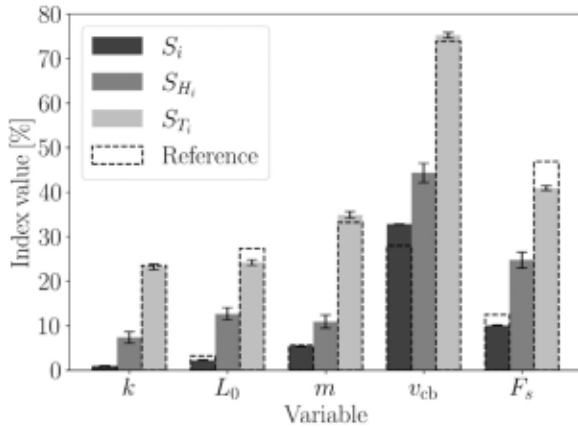 80
70
60
50
40
30
20
10
0
Index value [%]
S_i
S_{H_i}
S_{T_i}
Reference
k
L_0
m
v_cb
F_s
Variable